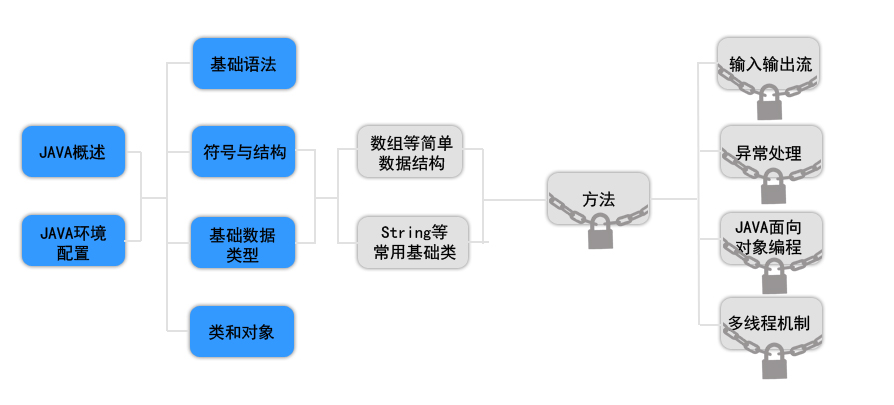 JAVA概述
JAVA环境
配置
基础语法
符号与结构
基础数据
类型
类和对象
数组等简单
数据结构
String等
常用基础类
方法
输入输出流
异常处理
JAVA面向
对象编程
多线程机制